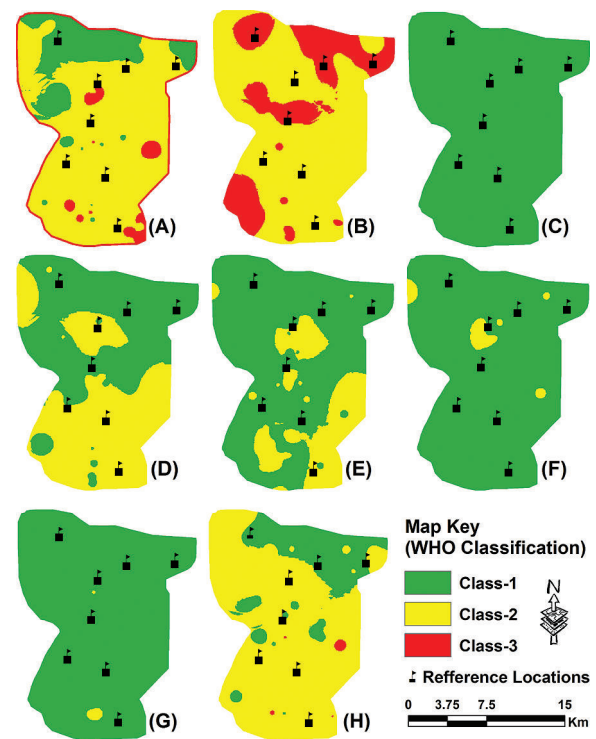 (A)
(B)
(C)
(D)
(E)
(F)
(G)
(H)
Map Key
(WHO Classification)
Class-1
Class-2
Class-3
N
Refference Locations
0 3.75 7.5 15
Km